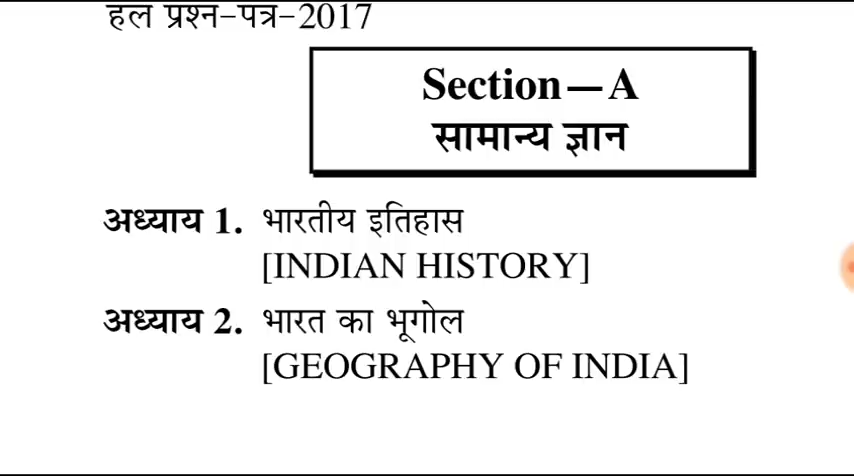 हल प्रश्न-पत्र-2017
Section—A
सामान्य ज्ञान
अध्याय 1. भारतीय इतिहास
[INDIAN HISTORY]
अध्याय 2. भारत का भूगोल
[GEOGRAPHY OF INDIA]